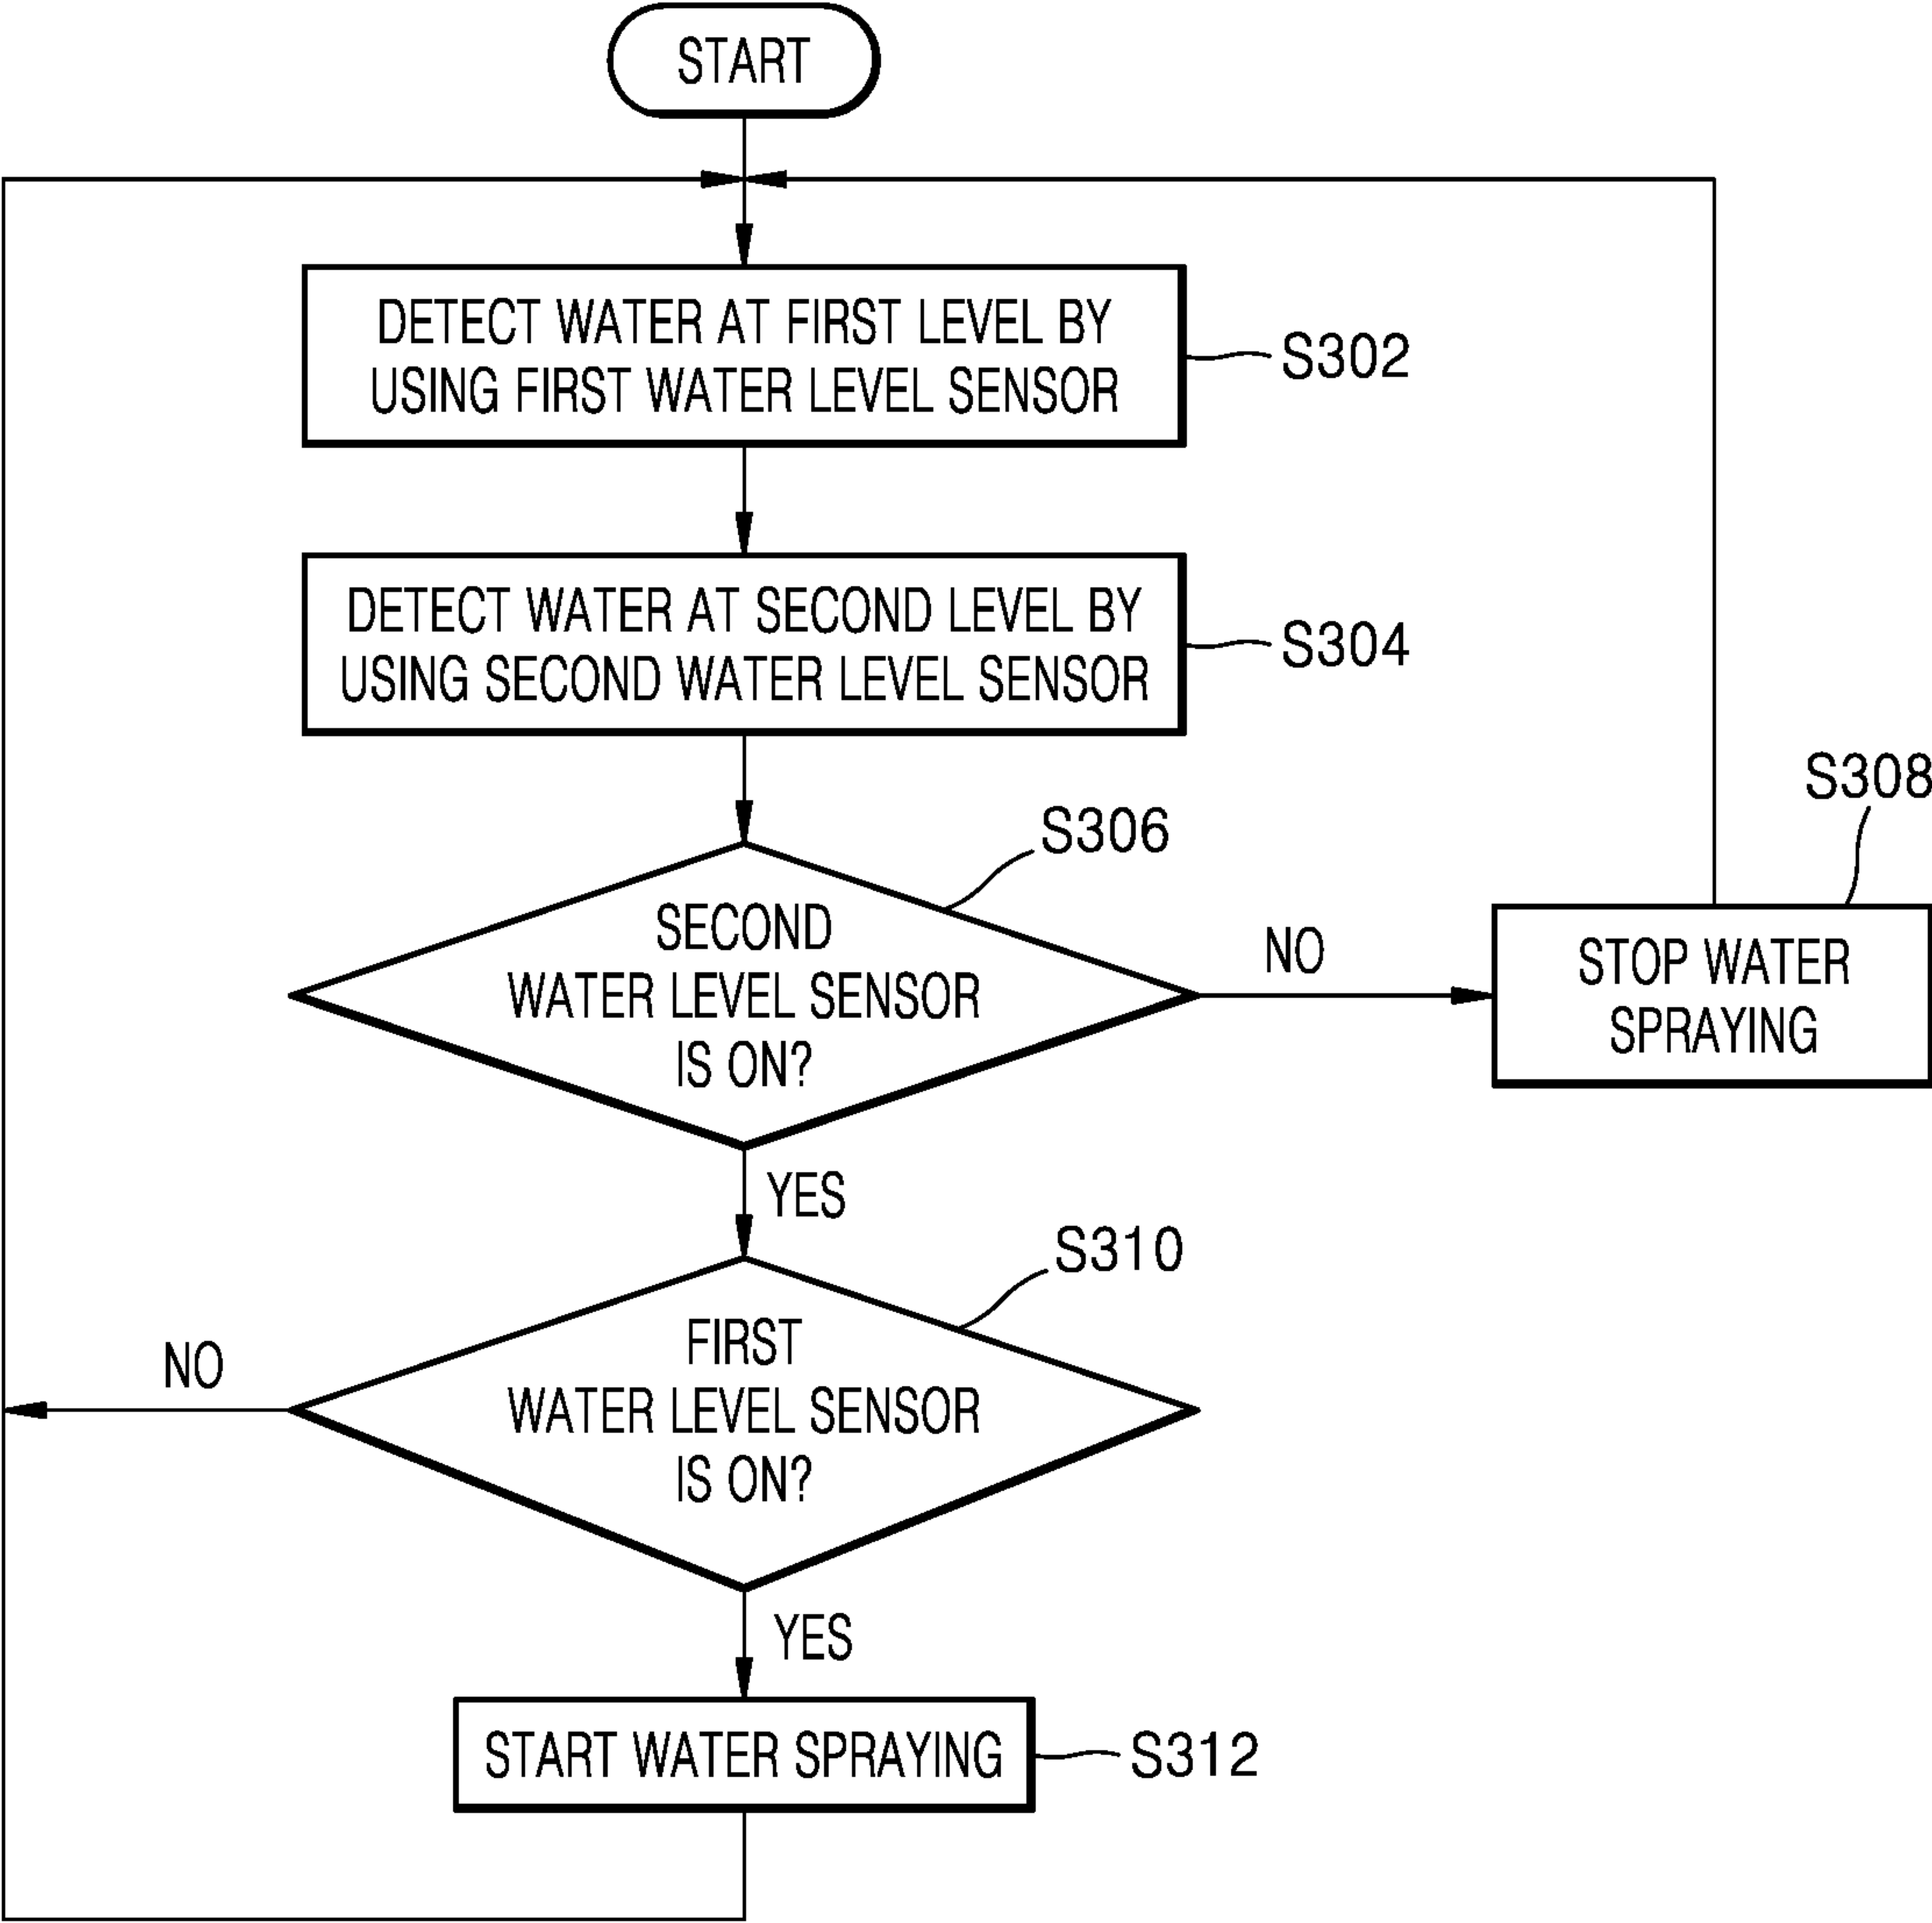 START
DETECT WATER AT FIRST LEVEL BY
USING FIRST WATER LEVEL SENSOR
S302
DETECT WATER AT SECOND LEVEL BY
USING SECOND WATER LEVEL SENSOR
S304
S306
SECOND
WATER LEVEL SENSOR
IS ON?
NO
S308
STOP WATER
SPRAYING
YES
S310
FIRST
WATER LEVEL SENSOR
IS ON?
NO
YES
START WATER SPRAYING
S312